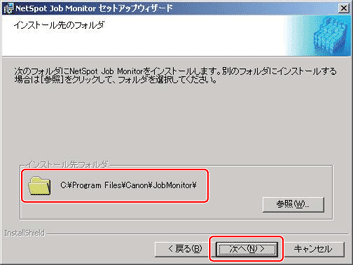 NetSpot Job Monitor セットアップウィザード
インストール先のフォルダ
次のフォルダにNetSpot Job Monitorをインストールします。別のフォルダにインストールする
場合は[参照]をクリックして、フォルダを選択してください。
インストール先フォルダ
C:¥Program Files¥Canon¥JobMonitor¥
参照(W)...
InstallShield
< 戻る(B)
次へ(N) >
キャンセル